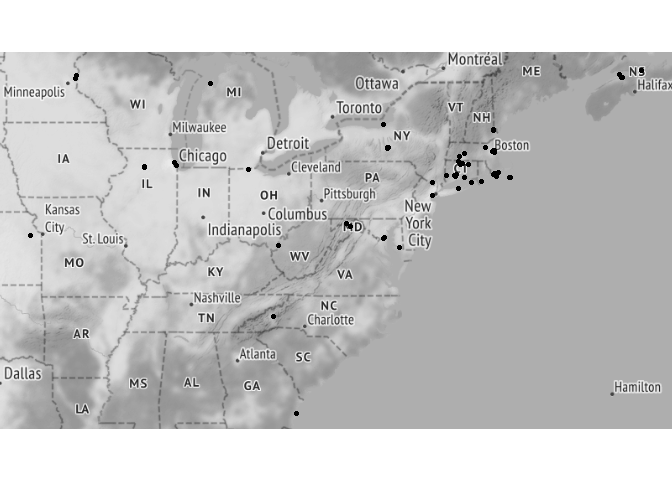 Montréal
Ottawa
ME
NS
Halifax
Minneapolis
WI
MI
Toronto
VT
NH
Milwaukee
NY
Boston
Detroit
IA
Chicago
Cleveland
CT
IL
IN
OH
PA
Pittsburgh
Kansas
City
Columbus
New
York
City
St. Louis
Indianapolis
MD
MO
WV
KY
VA
Nashville
NC
TN
Charlotte
AR
Atlanta
SC
Dallas
MS
AL
GA
Hamilton
LA